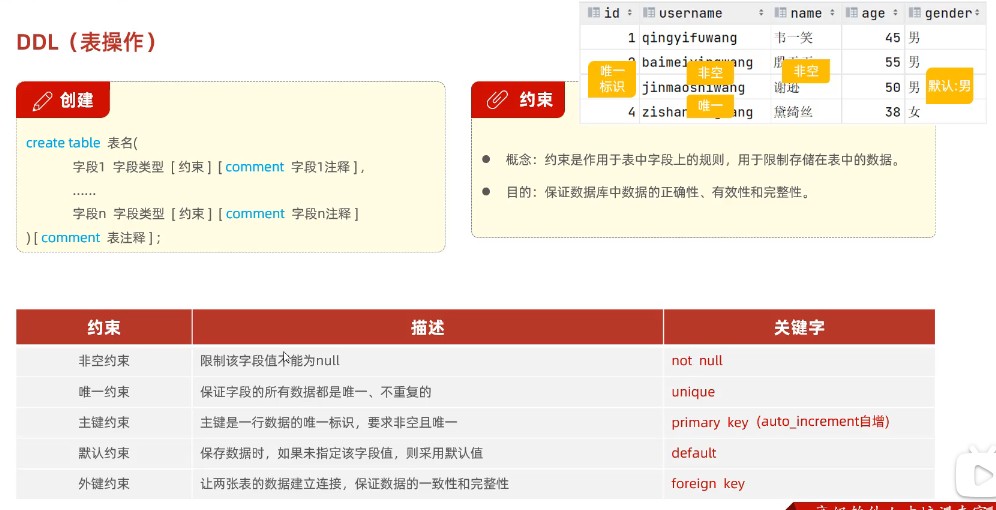 DDL（表操作）
id username name age gender
1 qingyifuwang 韦一笑 45 男
55 男
唯一
标识
非空
非空
jinmaoshiwang 谢逊 50 男
默认:男
唯一
4 黛绮丝 38 女
创建
create table 表名(
字段1 字段类型 [ 约束 ] [ comment 字段1注释 ] ,
......
字段n 字段类型 [ 约束 ] [ comment 字段n注释 ]
) [ comment 表注释 ] ;
约束
概念：约束是作用于表中字段上的规则，用于限制存储在表中的数据。
目的：保证数据库中数据的正确性、有效性和完整性。
约束 描述 关键字
非空约束 限制该字段值不能为null not null
唯一约束 保证字段的所有数据都是唯一、不重复的 unique
主键约束 主键是一行数据的唯一标识，要求非空且唯一 primary key（auto_increment自增）
默认约束 保存数据时，如果未指定该字段值，则采用默认值 default
外键约束 让两张表的数据建立连接，保证数据的一致性和完整性 foreign key